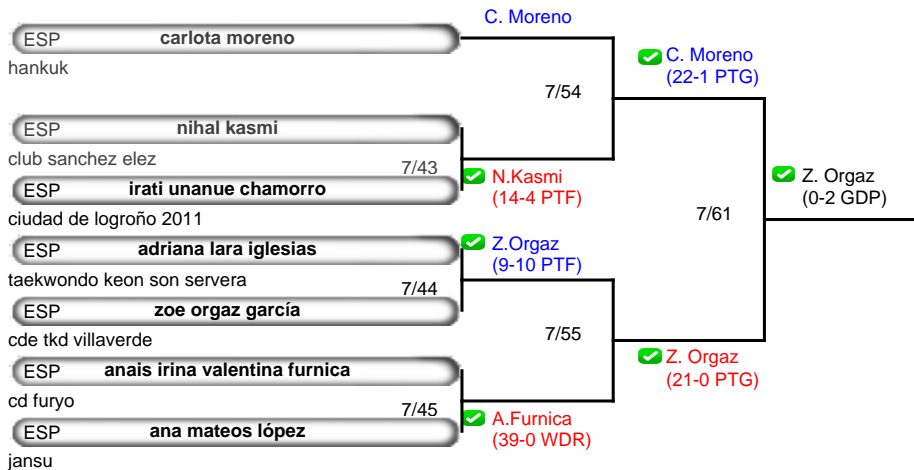 C. Moreno
ESP carlota moreno
hankuk
C. Moreno
(22-1 PTG)
7/54
ESP nihal kasmi
club sanchez elez
7/43
N.Kasmi
(14-4 PTF)
ESP irati unanue chamorro
ciudad de logroño 2011
Z. Orgaz
(0-2 GDP)
7/61
ESP adriana lara iglesias
taekwondo keon son servera
Z.Orgaz
(9-10 PTF)
7/44
ESP zoe orgaz garcía
cde tkd villaverde
7/55
ESP anais irina valentina furnica
cd furyo
Z. Orgaz
(21-0 PTG)
7/45
A.Furnica
(39-0 WDR)
ESP ana mateos lópez
jansu